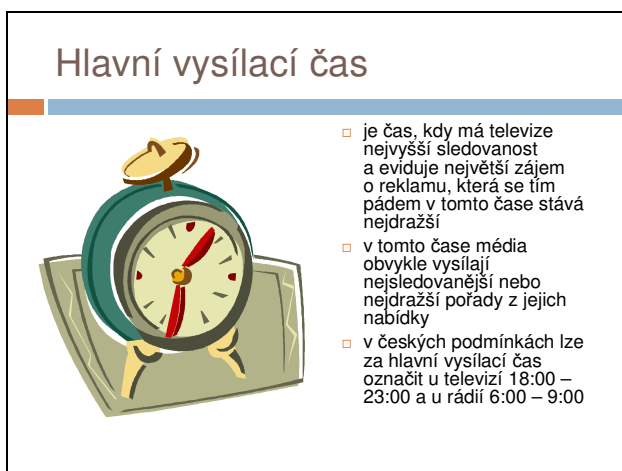 Hlavní vysílací čas
je čas, kdy má televize
nejvyšší sledovanost
a eviduje největší zájem
o reklamu, která se tím
pádem v tomto čase stává
nejdražší
v tomto čase média
obvykle vysílají
nejsledovanější nebo
nejdražší pořady z jejich
nabídky
v českých podmínkách lze
za hlavní vysílací čas
označit u televizí 18:00 –
23:00 a u rádií 6:00 – 9:00